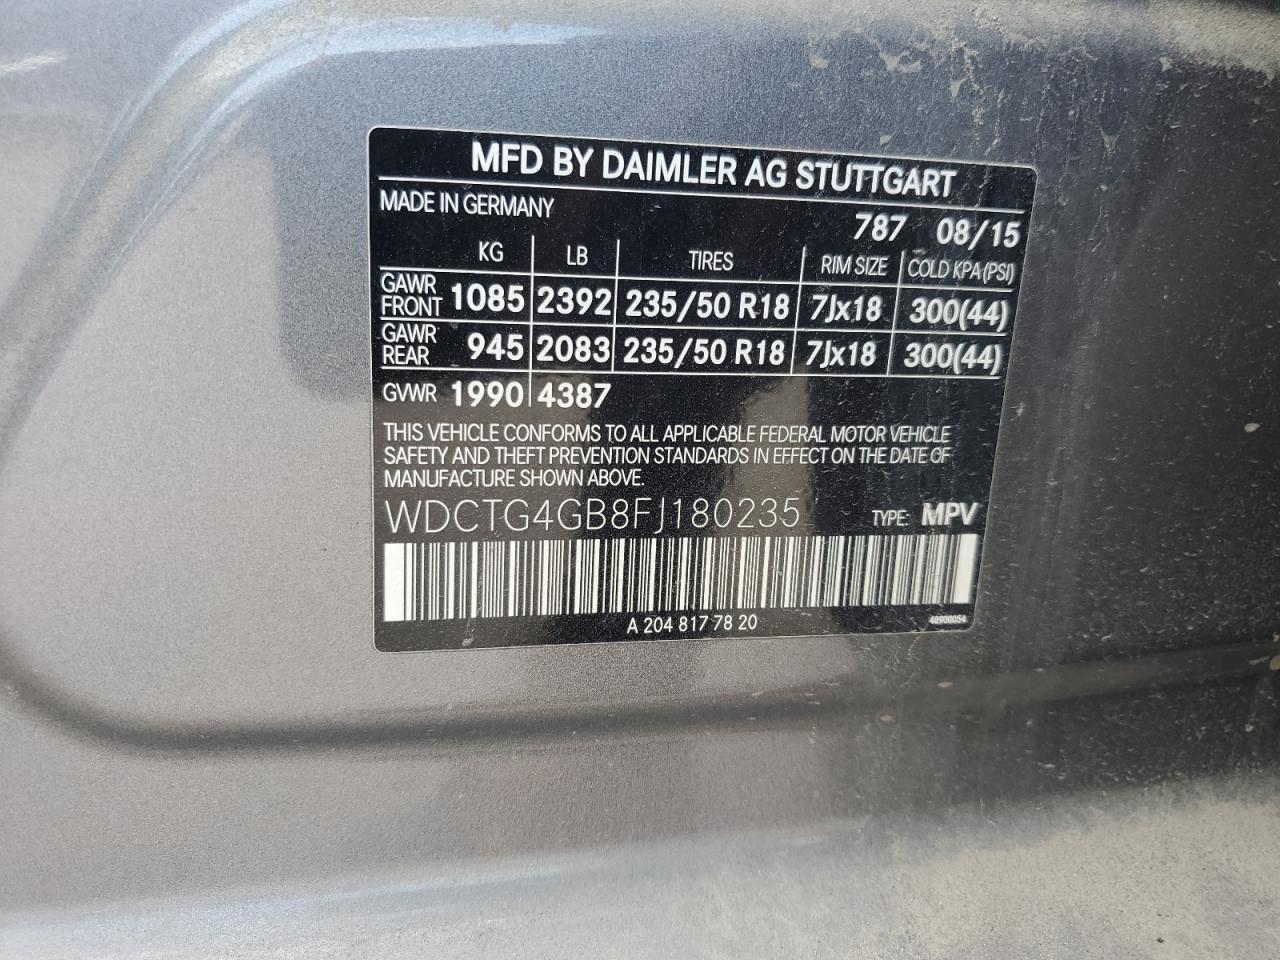 MFD BY DAIMLER AG STUTTGART
MADE IN GERMANY
787 08/15
KG LB TIRES RIM SIZE COLD KPA (PSI)
GAWR FRONT 1085 2392 235/50 R18 7Jx18 300(44)
GAWR REAR 945 2083 235/50 R18 7Jx18 300(44)
GVWR 1990 4387
THIS VEHICLE CONFORMS TO ALL APPLICABLE FEDERAL MOTOR VEHICLE
SAFETY AND THEFT PREVENTION STANDARDS IN EFFECT ON THE DATE OF
MANUFACTURE SHOWN ABOVE.
WDCTG4GB8FJ180235 TYPE: MPV
A 204 817 78 20
48900054